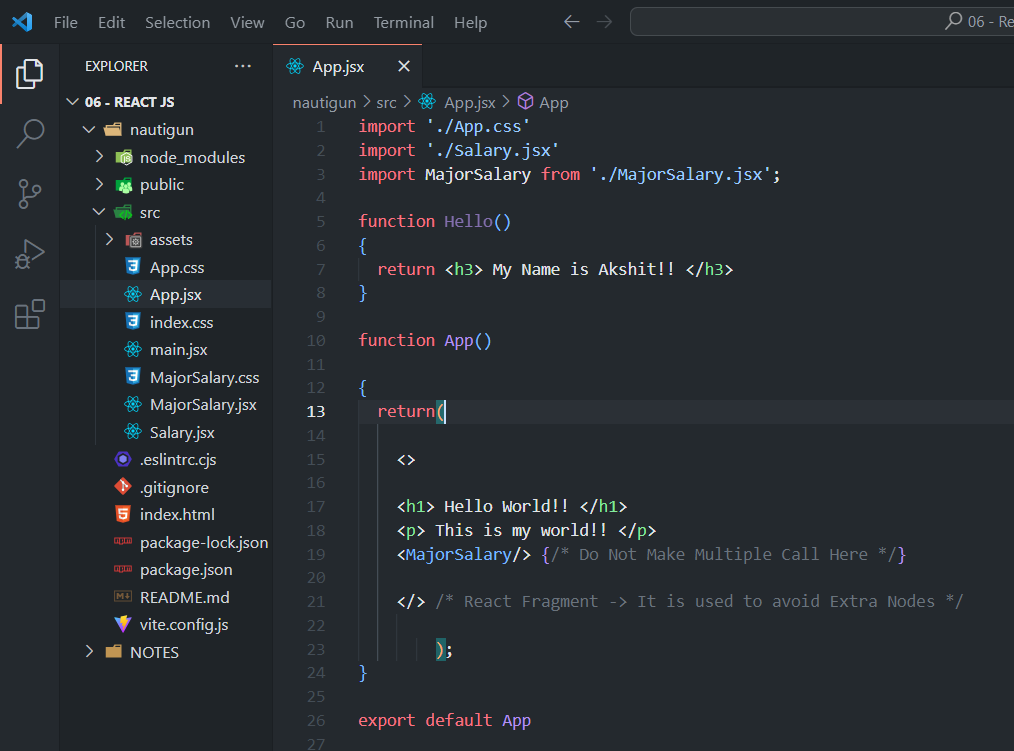 File Edit Selection View Go Run Terminal Help
06 - Re
EXPLORER ···
06 - REACT JS
nautigun
node_modules
public
src
assets
App.css
App.jsx
index.css
main.jsx
MajorSalary.css
MajorSalary.jsx
Salary.jsx
.eslintrc.cjs
.gitignore
index.html
package-lock.json
package.json
README.md
vite.config.js
NOTES
App.jsx
nautigun > src > App.jsx > App
1 import './App.css'
2 import './Salary.jsx'
3 import MajorSalary from './MajorSalary.jsx';
4
5 function Hello()
6 {
7 return <h3> My Name is Akshit!! </h3>
8 }
9
10 function App()
11
12 {
13 return(
14
15 <>
16
17 <h1> Hello World!! </h1>
18 <p> This is my world!! </p>
19 <MajorSalary/> {/* Do Not Make Multiple Call Here */}
20
21 </> /* React Fragment -> It is used to avoid Extra Nodes */
22
23 );
24 }
25
26 export default App
27